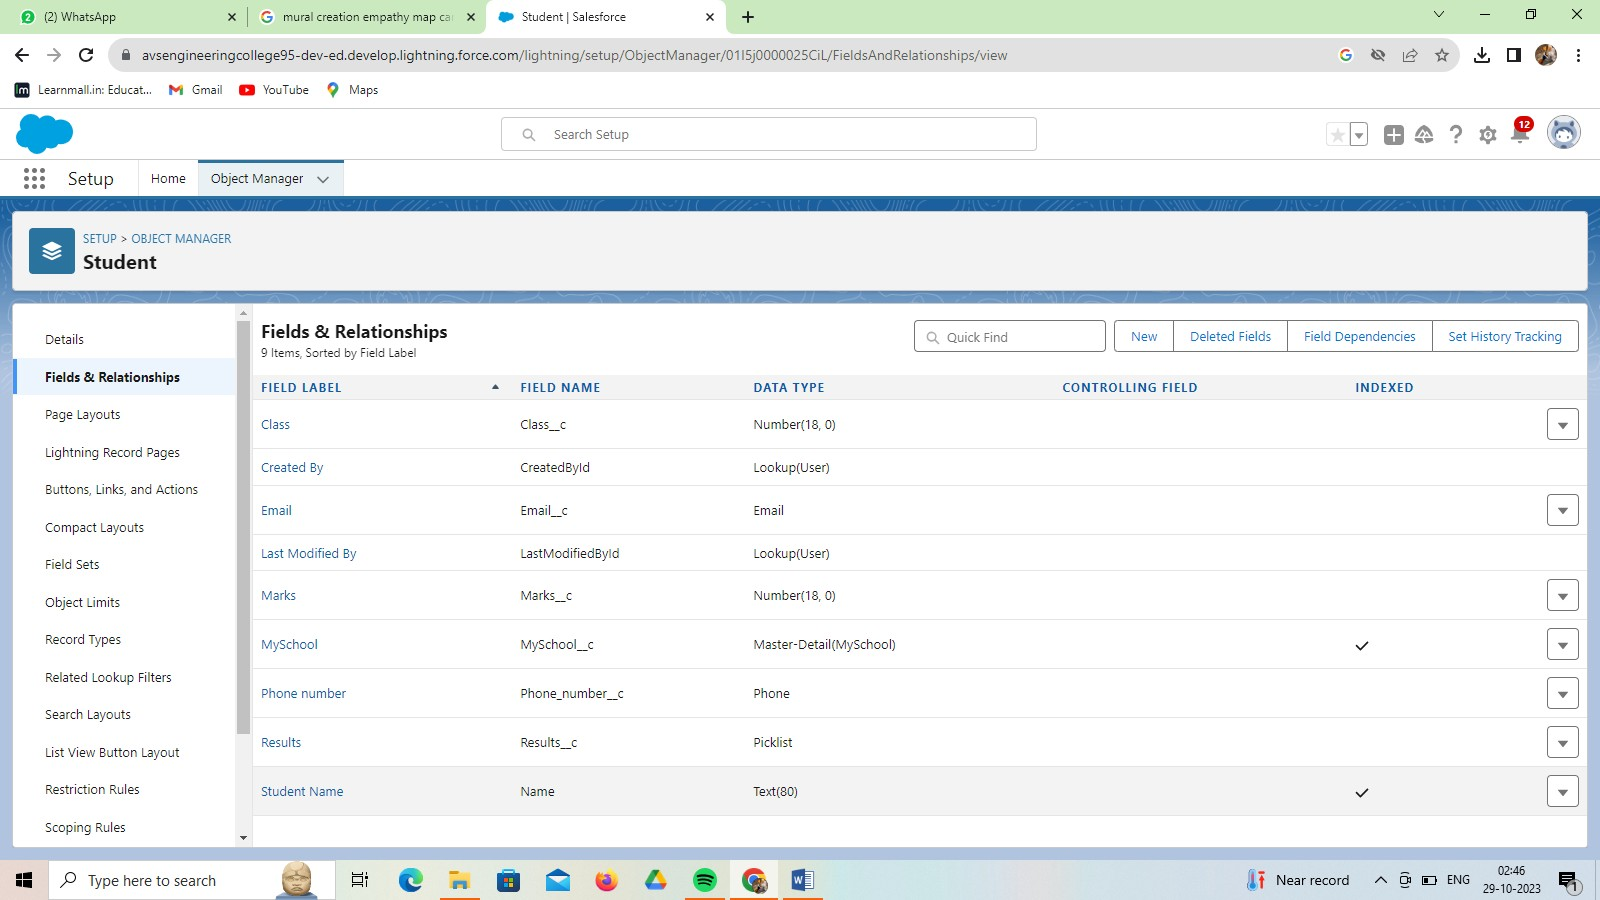 (2) WhatsApp
mural creation empathy map ca
Student | Salesforce
avsengineeringcollege95-dev-ed.develop.lightning.force.com/lightning/setup/ObjectManager/01I5j0000025CiL/FieldsAndRelationships/view
Learnmall.in: Educat...
Gmail
YouTube
Maps
Search Setup
12
Setup
Home
Object Manager
SETUP > OBJECT MANAGER
Student
Details
Fields & Relationships
Page Layouts
Lightning Record Pages
Buttons, Links, and Actions
Compact Layouts
Field Sets
Object Limits
Record Types
Related Lookup Filters
Search Layouts
List View Button Layout
Restriction Rules
Scoping Rules
Fields & Relationships
9 Items, Sorted by Field Label
Quick Find
New
Deleted Fields
Field Dependencies
Set History Tracking
FIELD LABEL FIELD NAME DATA TYPE CONTROLLING FIELD INDEXED
Class Class__c Number(18, 0)
Created By CreatedById Lookup(User)
Email Email__c Email
Last Modified By LastModifiedById Lookup(User)
Marks Marks__c Number(18, 0)
MySchool MySchool__c Master-Detail(MySchool)
Phone number Phone_number__c Phone
Results Results__c Picklist
Student Name Name Text(80)
Type here to search
Near record
ENG
02:46
29-10-2023
1